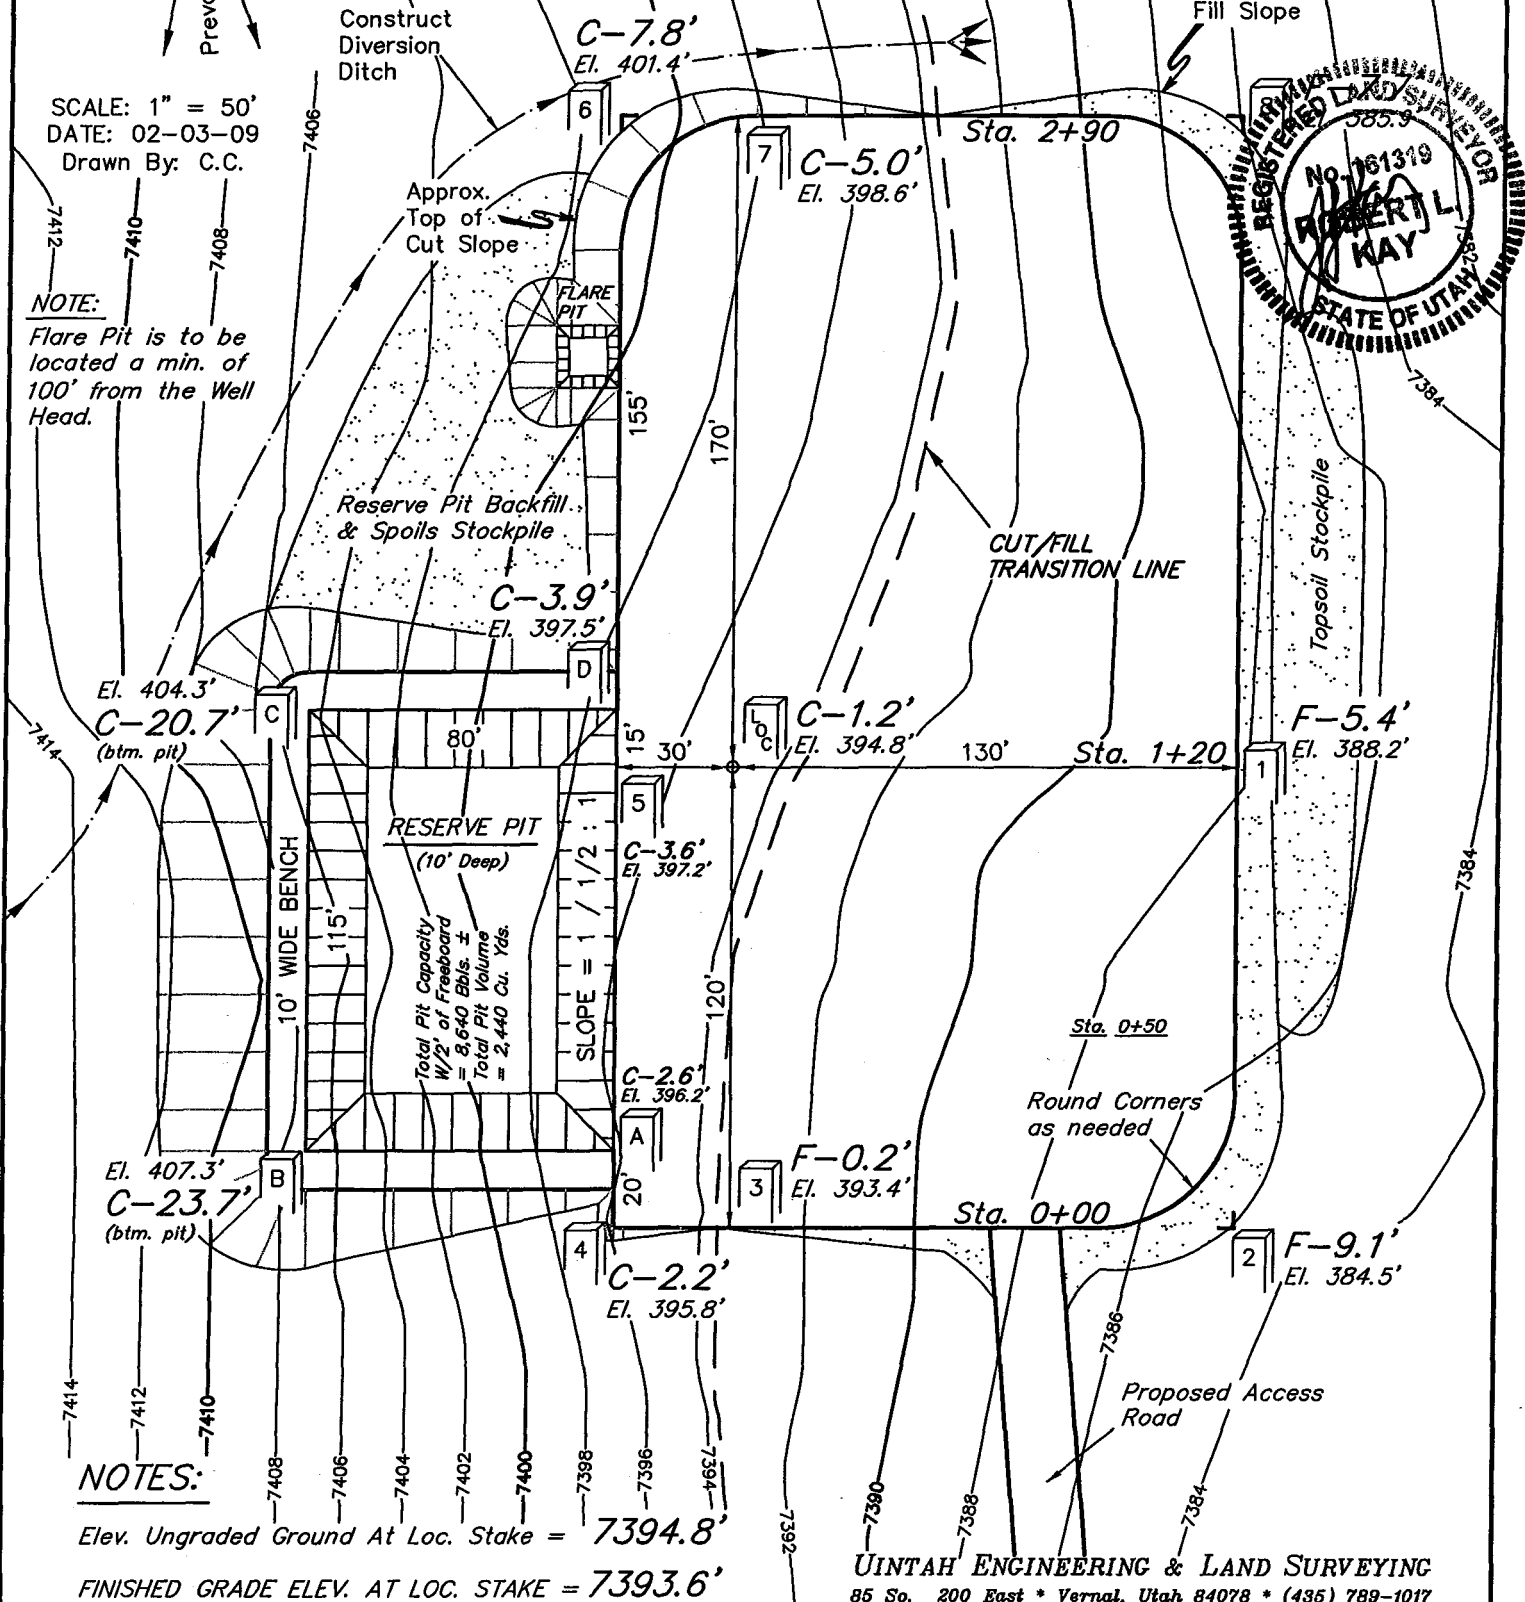 Construct
Diversion
Ditch
C-7.8'
El. 401.4'
Fill Slope
SCALE: 1" = 50'
DATE: 02-03-09
Drawn By: C.C.
7406
6
7
C-5.0'
El. 398.6'
Sta. 2+90
REGISTERED LAND SURVEYOR
385.9'
No. 161319
ROBERT L.
KAY
STATE OF UTAH
7382
7412
7410
7408
Approx.
Top of
Cut Slope
NOTE:
Flare Pit is to be
located a min. of
100' from the Well
Head.
FLARE
PIT
155'
170'
7384
Reserve Pit Backfill
& Spoils Stockpile
CUT/FILL
TRANSITION LINE
Topsoil Stockpile
C-3.9'
El. 397.5'
D
El. 404.3'
C-20.7'
(btm. pit)
C
7414
80'
15'
30'
LOC
C-1.2'
El. 394.8'
130'
Sta. 1+20
F-5.4'
El. 388.2'
1
5
C-3.6'
El. 397.2'
RESERVE PIT
(10' Deep)
10' WIDE BENCH
115'
Total Pit Capacity
W/2' of Freeboard
= 8,640 Bbls. ±
Total Pit Volume
= 2,440 Cu. Yds.
SLOPE = 1 1/2 : 1
120'
7384
Sta. 0+50
C-2.6'
El. 396.2'
A
Round Corners
as needed
El. 407.3'
C-23.7'
(btm. pit)
B
20'
3
F-0.2'
El. 393.4'
Sta. 0+00
4
C-2.2'
El. 395.8'
2
F-9.1'
El. 384.5'
7386
Proposed Access
Road
7414
7412
7410
7408
7406
7404
7402
7400
7398
7396
7394
7392
7390
7388
7384
NOTES:
Elev. Ungraded Ground At Loc. Stake = 7394.8'
FINISHED GRADE ELEV. AT LOC. STAKE = 7393.6'
UINTAH ENGINEERING & LAND SURVEYING
85 So. 200 East * Vernal, Utah 84078 * (435) 789-1017